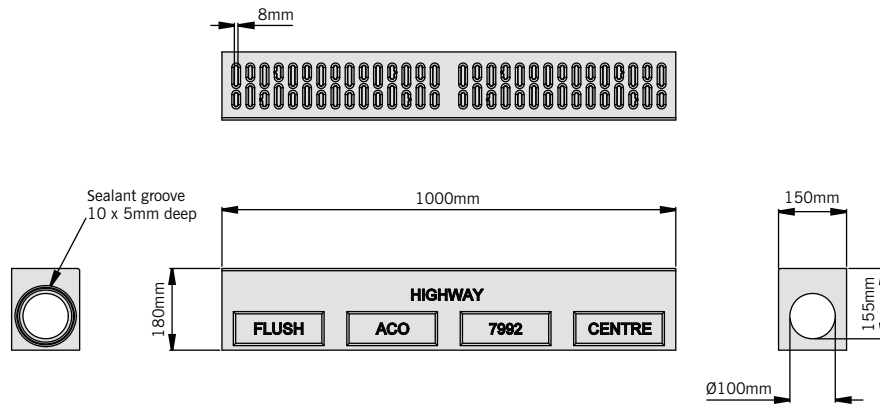 8mm
Sealant groove
10 x 5mm deep
1000mm
150mm
180mm
HIGHWAY
FLUSH
ACO
7992
CENTRE
155mm
Ø100mm